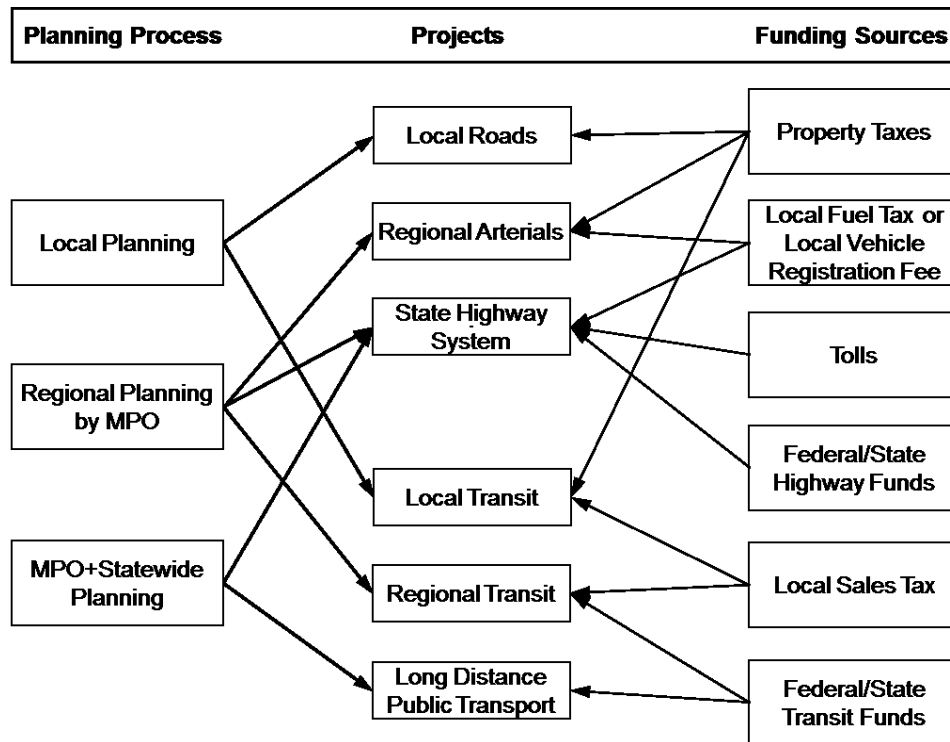 Planning Process
Projects
Funding Sources
Local Planning
Regional Planning
by MPO
MPO+Statewide
Planning
Local Roads
Regional Arterials
State Highway
System
Local Transit
Regional Transit
Long Distance
Public Transport
Property Taxes
Local Fuel Tax or
Local Vehicle
Registration Fee
Tolls
Federal/State
Highway Funds
Local Sales Tax
Federal/State
Transit Funds